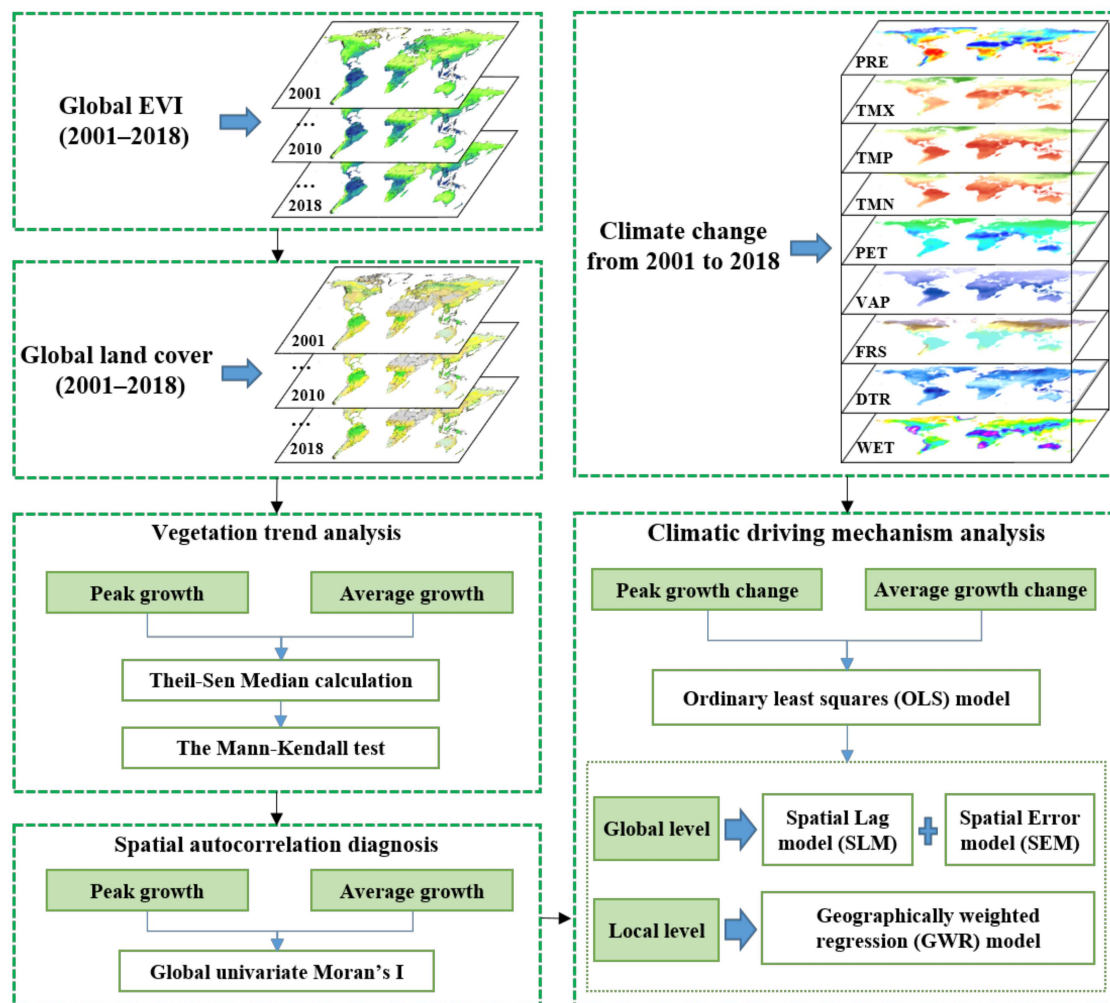 Global EVI
(2001–2018)
2001
...
2010
...
2018
Global land cover
(2001–2018)
2001
...
2010
...
2018
Climate change
from 2001 to 2018
PRE
TMX
TMP
TMN
PET
VAP
FRS
DTR
WET
Vegetation trend analysis
Peak growth
Average growth
Theil-Sen Median calculation
The Mann-Kendall test
Spatial autocorrelation diagnosis
Peak growth
Average growth
Global univariate Moran's I
Climatic driving mechanism analysis
Peak growth change
Average growth change
Ordinary least squares (OLS) model
Global level
Spatial Lag
model (SLM)
Spatial Error
model (SEM)
Local level
Geographically weighted
regression (GWR) model